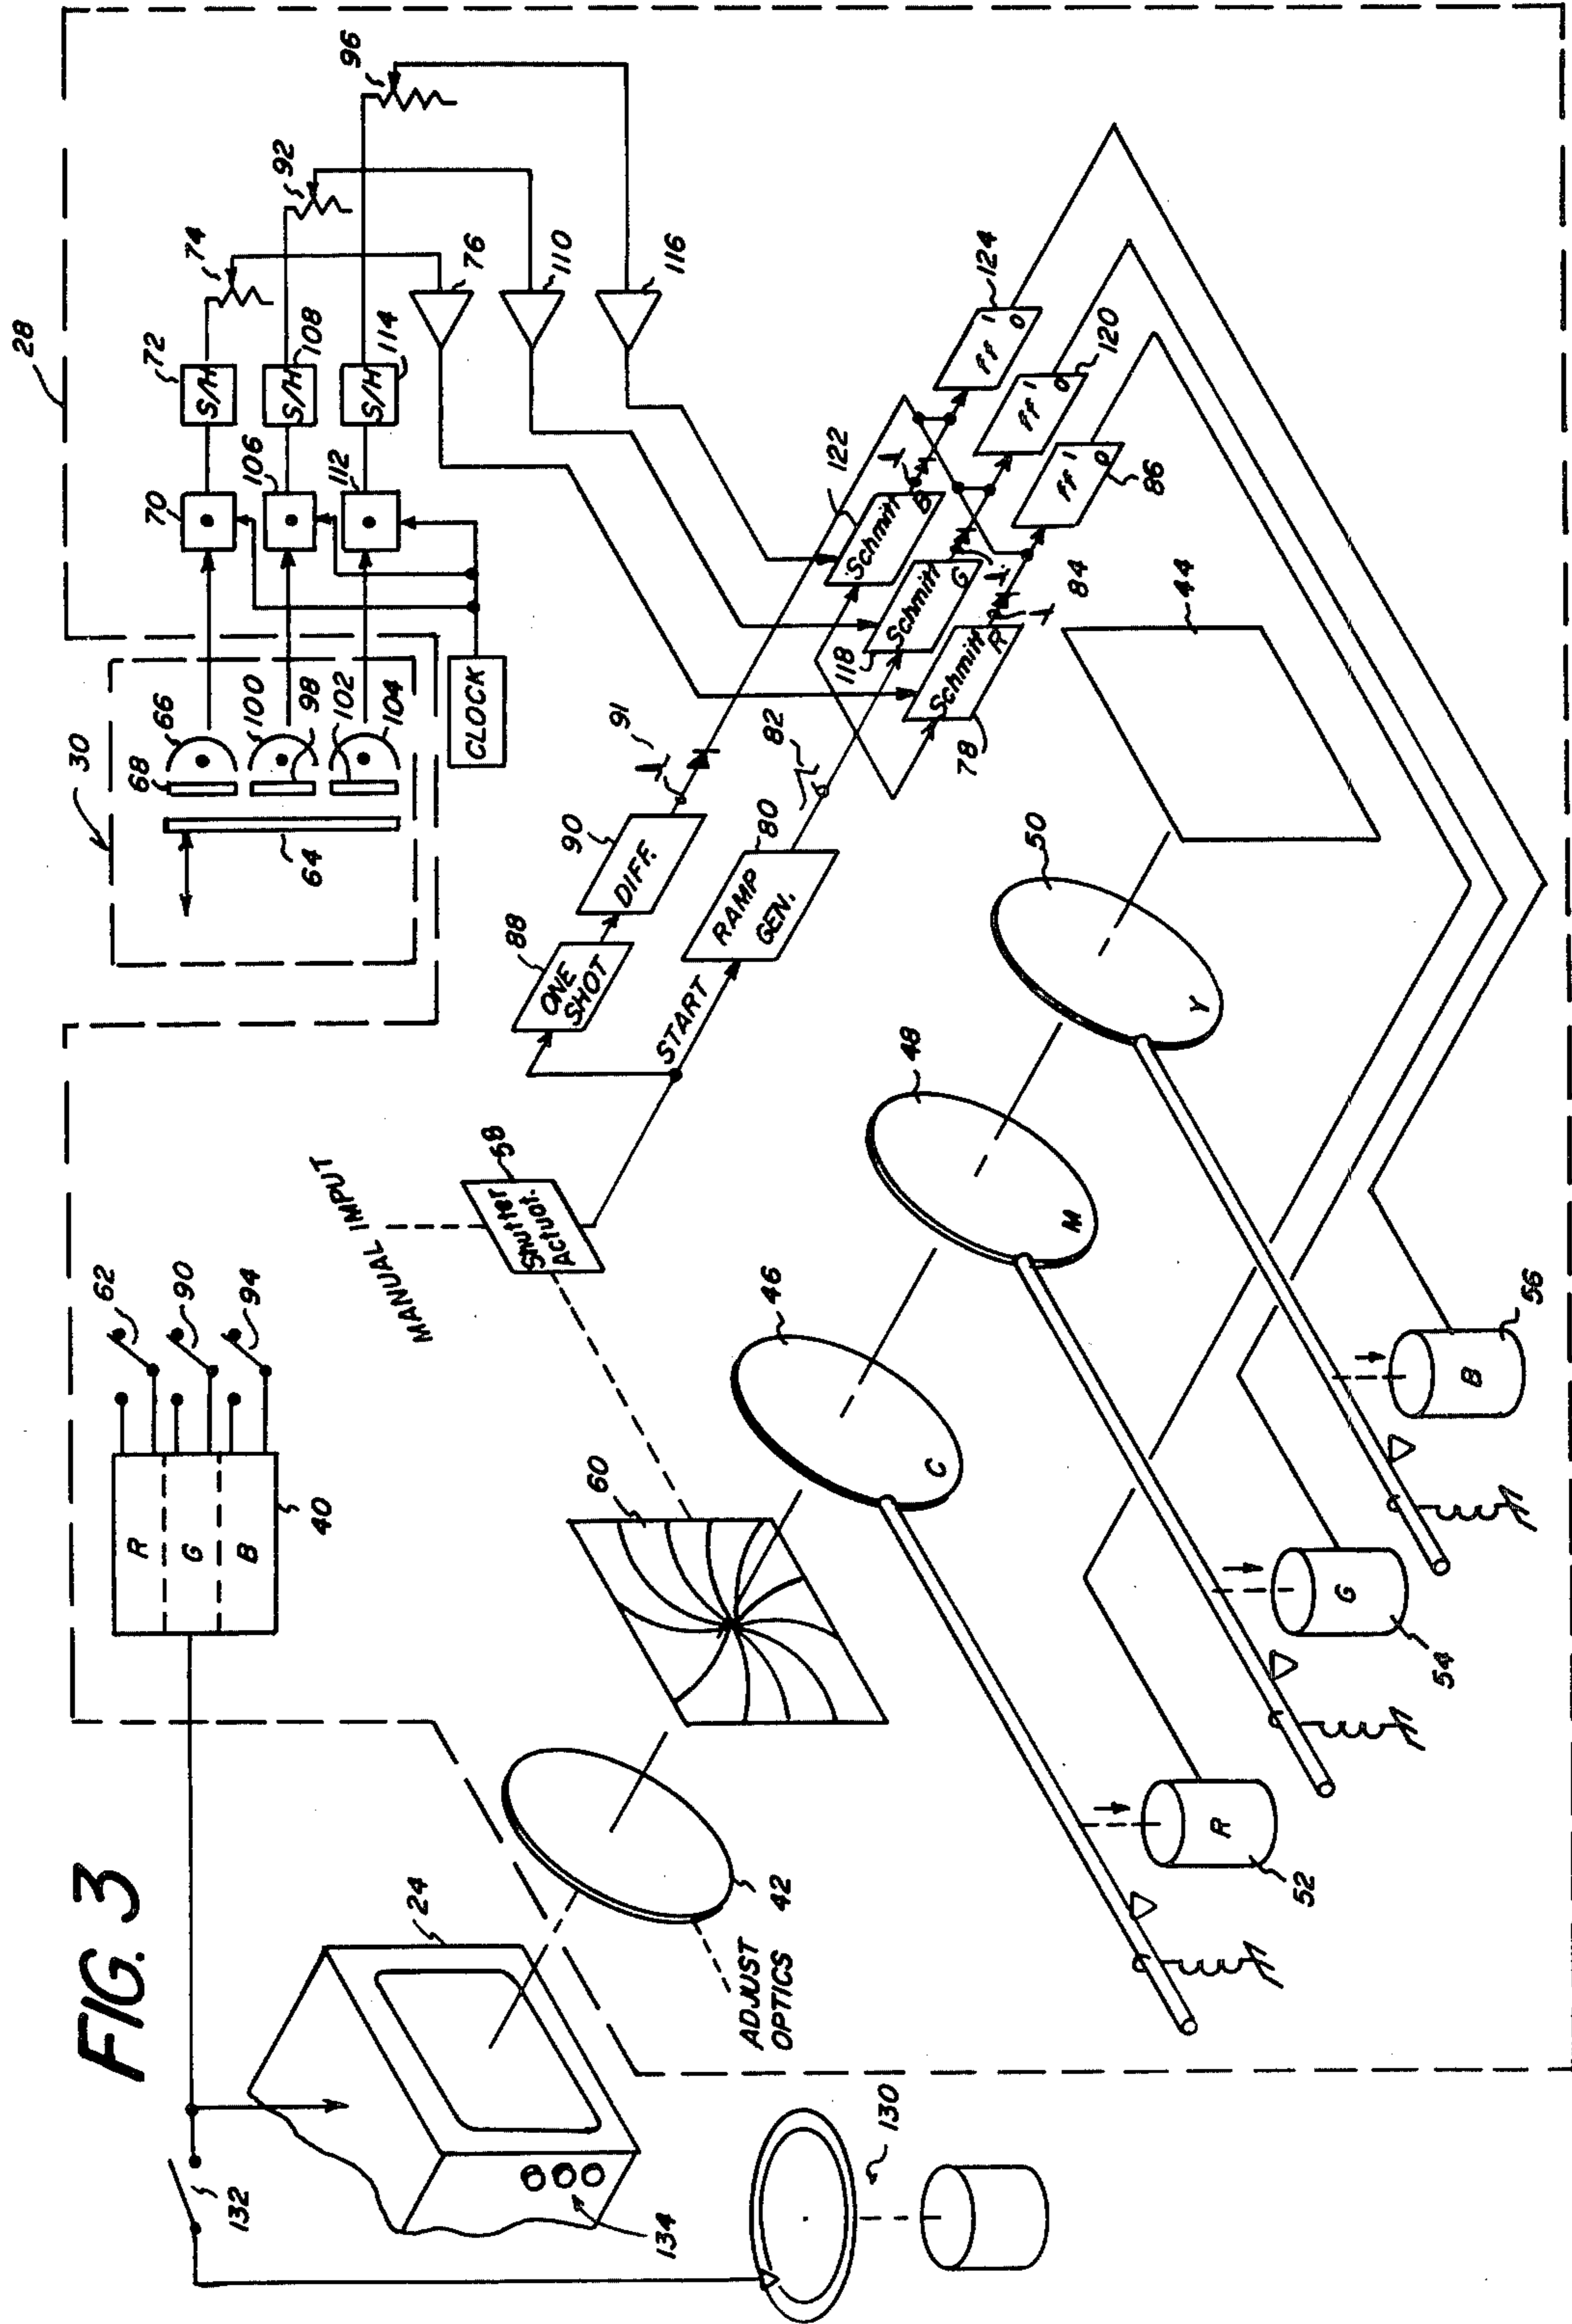 FIG. 3
28
30
24
132
134
130
R
G
B
40
62
90
94
68
66
100
98
102
104
64
CLOCK
70
106
112
72
S/H
108
S/H
114
S/H
74
92
96
76
110
116
MANUAL IMPUT
58
Shutter
Actuat.
88
ONE
SHOT
90
DIFF.
91
START
80
RAMP
GEN.
82
122
Schmitt
B
118
Schmitt
G
78
Schmitt
R
84
ff 1
0
124
ff 1
0
120
ff 1
0
86
42
ADJUST
OPTICS
60
46
C
48
M
50
Y
44
R
52
G
54
B
56